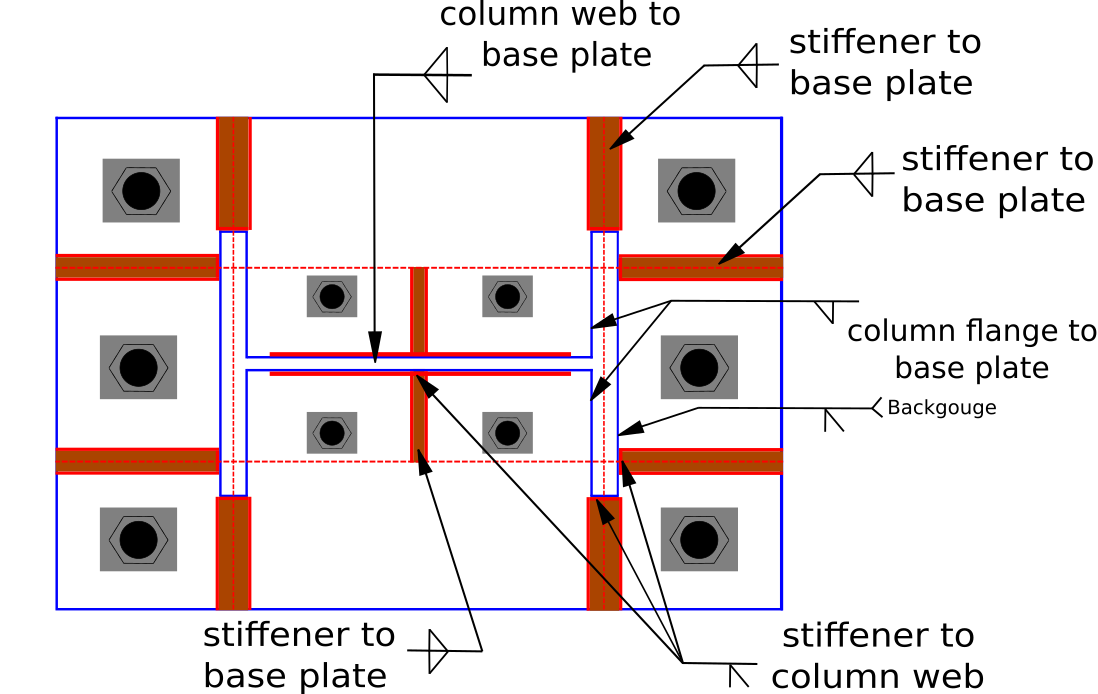 column web to
base plate
stiffener to
base plate
stiffener to
base plate
column flange to
base plate
Backgouge
stiffener to
base plate
stiffener to
column web